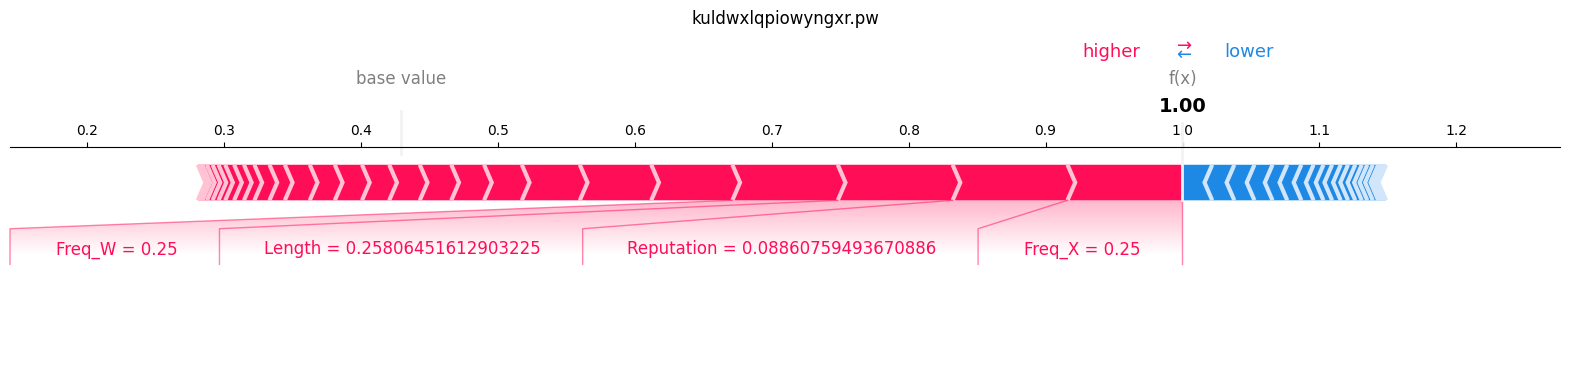 kuldwxlqpiowyngxr.pw
higher ⇄ lower
base value f(x)
1.00
0.2 0.3 0.4 0.5 0.6 0.7 0.8 0.9 1.0 1.1 1.2
Freq_W = 0.25 Length = 0.25806451612903225 Reputation = 0.08860759493670886 Freq_X = 0.25